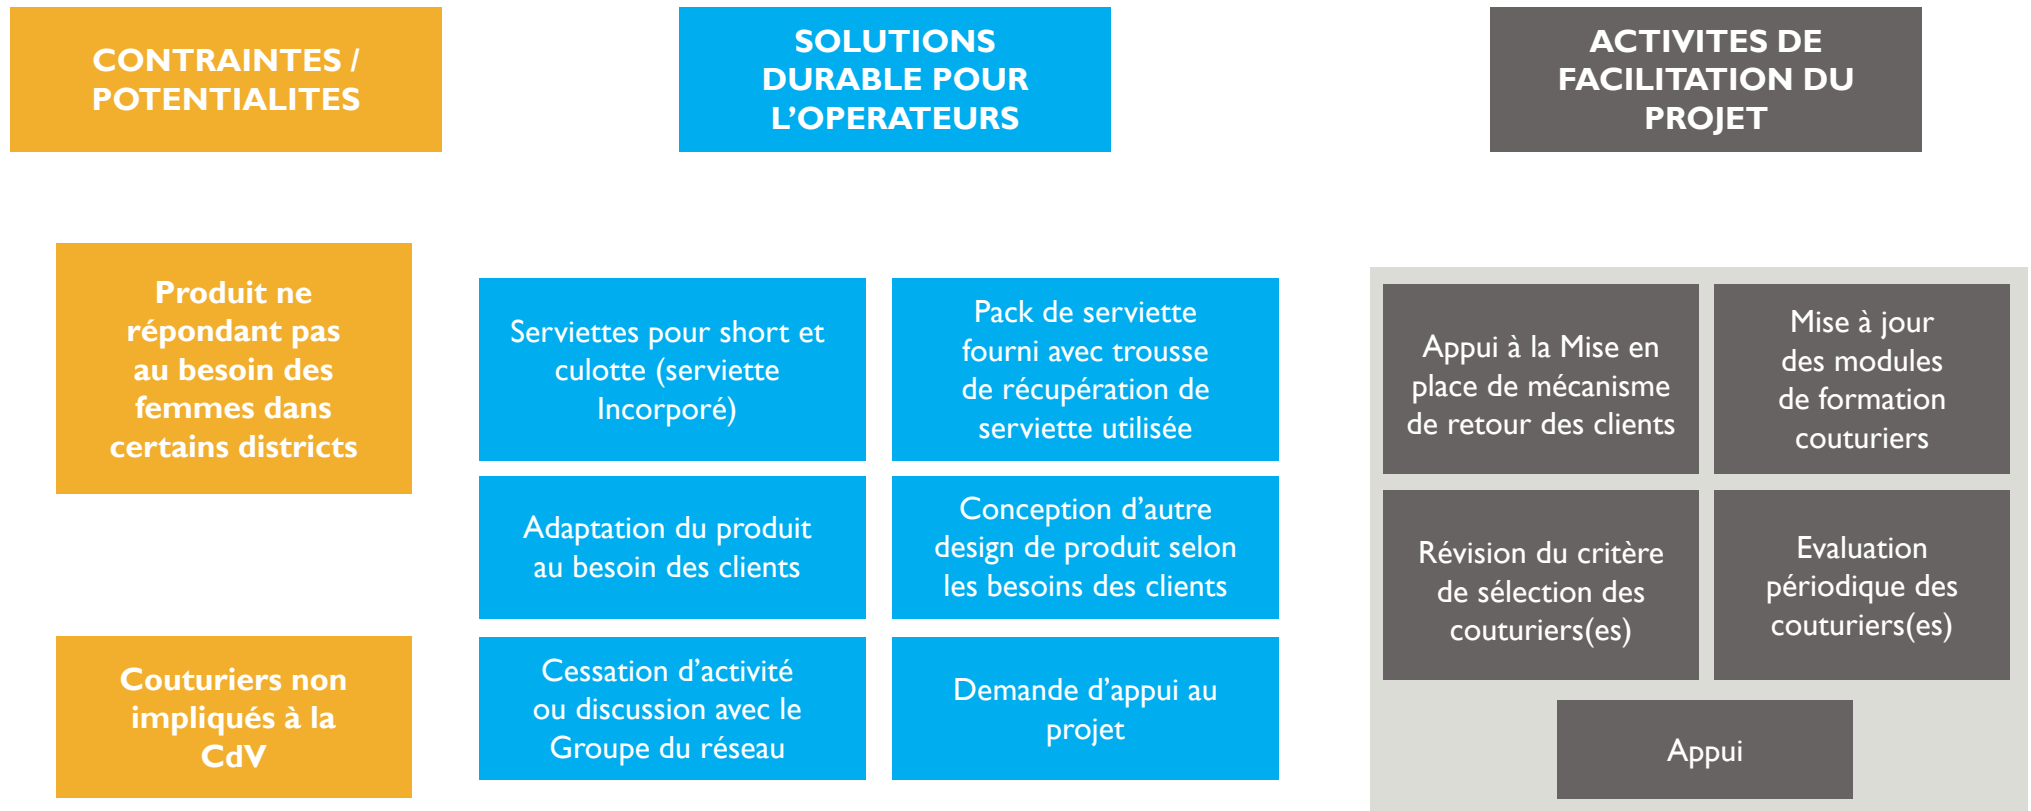 CONTRAINTES /
POTENTIALITES
SOLUTIONS
DURABLE POUR
L’OPERATEURS
ACTIVITES DE
FACILITATION DU
PROJET
Produit ne
répondant pas
au besoin des
femmes dans
certains districts
Serviettes pour short et
culotte (serviette
Incorporé)
Pack de serviette
fourni avec trousse
de récupération de
serviette utilisée
Appui à la Mise en
place de mécanisme
de retour des clients
Mise à jour
des modules
de formation
couturiers
Adaptation du produit
au besoin des clients
Conception d’autre
design de produit selon
les besoins des clients
Révision du critère
de sélection des
couturiers(es)
Evaluation
périodique des
couturiers(es)
Couturiers non
impliqués à la
CdV
Cessation d’activité
ou discussion avec le
Groupe du réseau
Demande d’appui au
projet
Appui